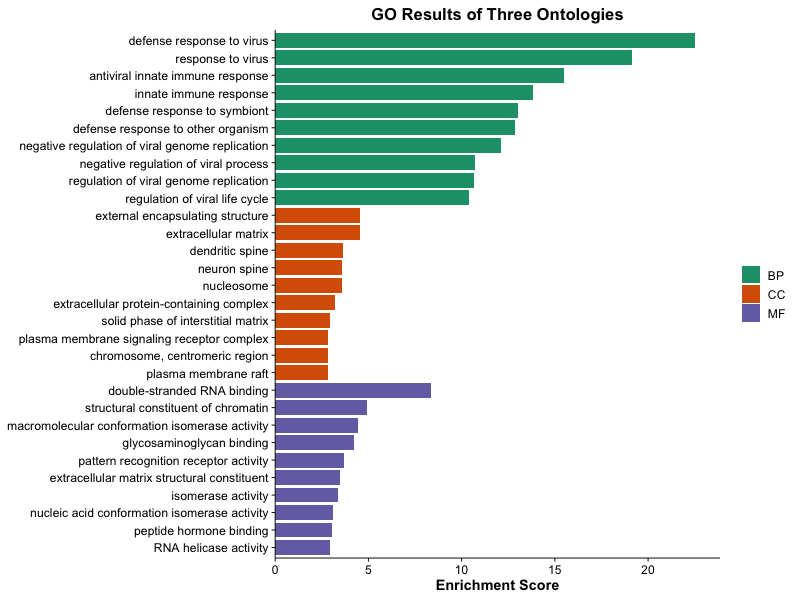 GO Results of Three Ontologies
defense response to virus
response to virus
antiviral innate immune response
innate immune response
defense response to symbiont
defense response to other organism
negative regulation of viral genome replication
negative regulation of viral process
regulation of viral genome replication
regulation of viral life cycle
external encapsulating structure
extracellular matrix
dendritic spine
neuron spine
nucleosome
extracellular protein-containing complex
solid phase of interstitial matrix
plasma membrane signaling receptor complex
chromosome, centromeric region
plasma membrane raft
double-stranded RNA binding
structural constituent of chromatin
macromolecular conformation isomerase activity
glycosaminoglycan binding
pattern recognition receptor activity
extracellular matrix structural constituent
isomerase activity
nucleic acid conformation isomerase activity
peptide hormone binding
RNA helicase activity
0 5 10 15 20
Enrichment Score
BP
CC
MF